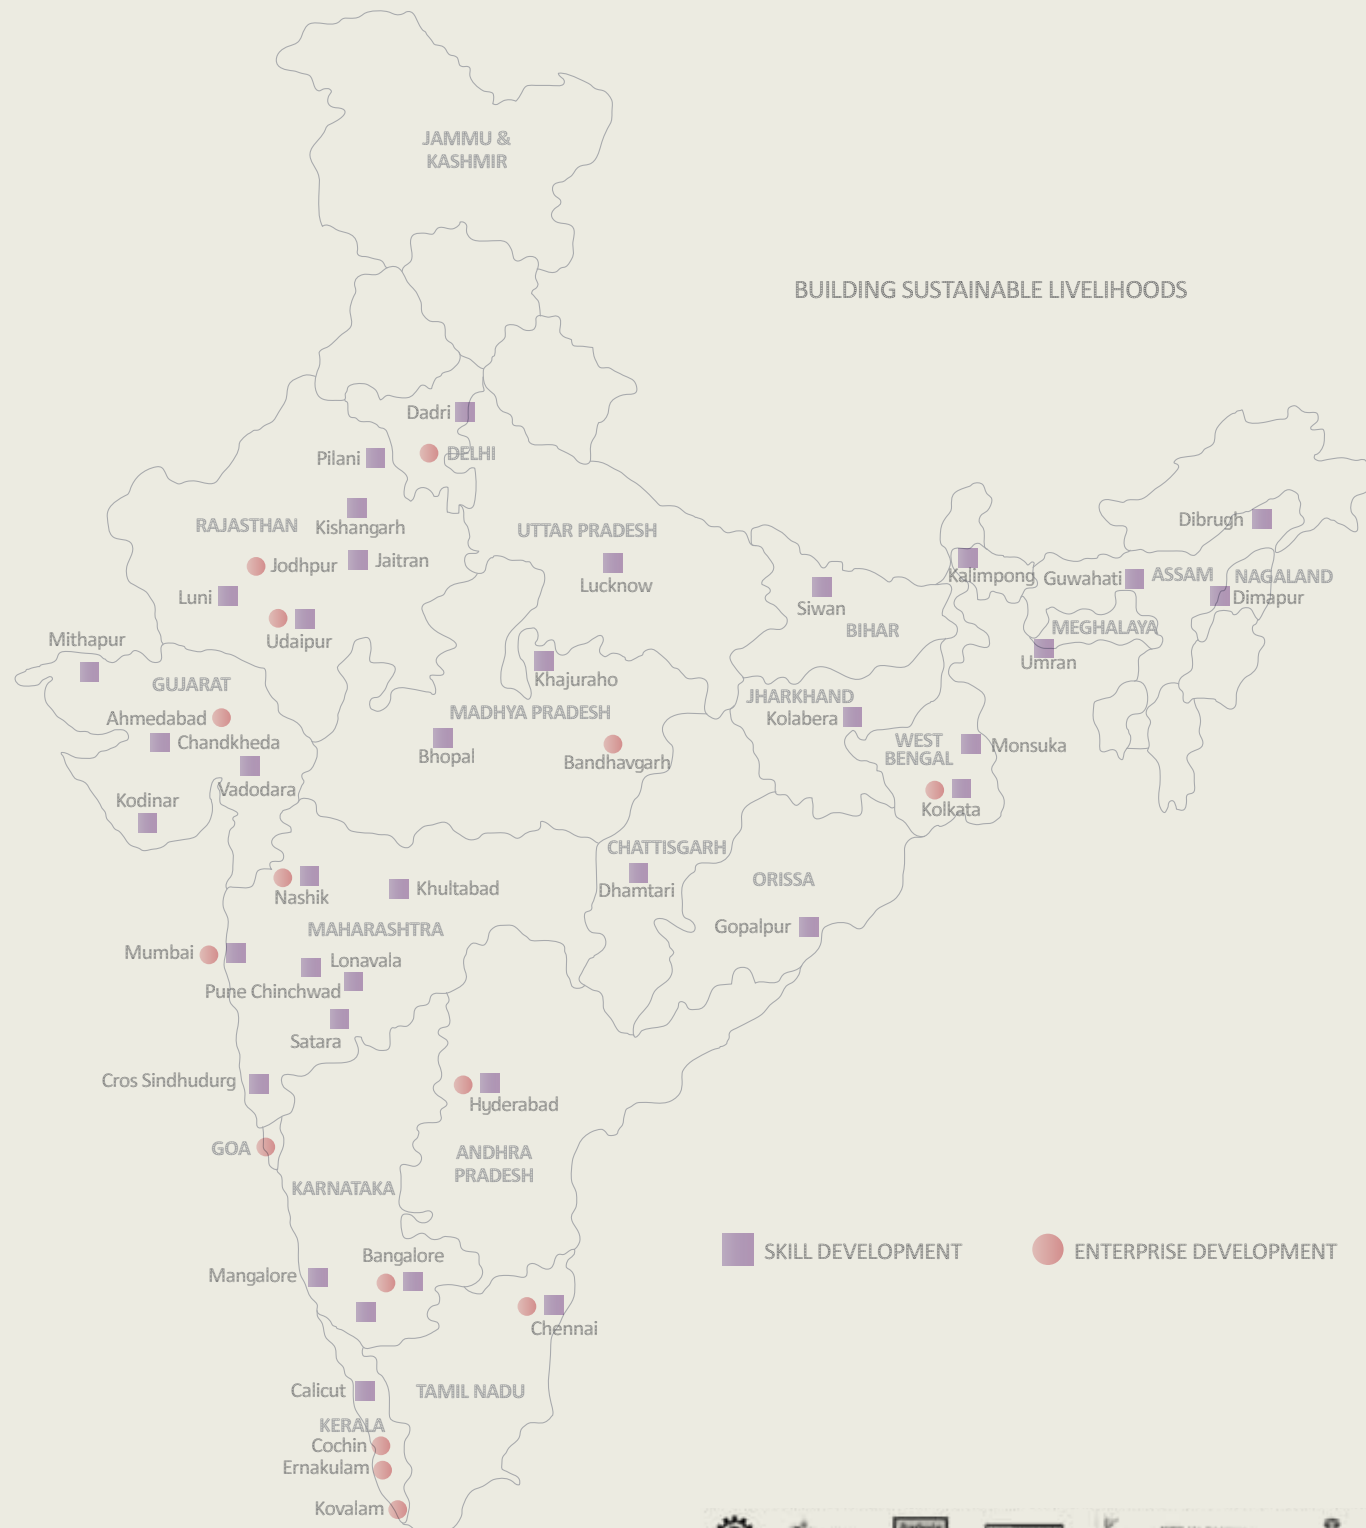 JAMMU &
KASHMIR
BUILDING SUSTAINABLE LIVELIHOODS
Dadri
DELHI
Pilani
Kishangarh
RAJASTHAN
Jodhpur
Jaitran
Luni
Udaipur
UTTAR PRADESH
Lucknow
Siwan
BIHAR
Kalimpong
Guwahati
ASSAM
NAGALAND
Dibrugh
Dimapur
MEGHALAYA
Umran
Mithapur
GUJARAT
Ahmedabad
Chandkheda
Vadodara
Kodinar
Khajuraho
MADHYA PRADESH
Bhopal
Bandhavgarh
JHARKHAND
Kolabera
WEST
BENGAL
Monsuka
Kolkata
CHATTISGARH
Dhamtari
ORISSA
Gopalpur
Nashik
Khultabad
MAHARASHTRA
Mumbai
Lonavala
Pune Chinchwad
Satara
Cros Sindhudurg
Hyderabad
GOA
ANDHRA
PRADESH
KARNATAKA
SKILL DEVELOPMENT
ENTERPRISE DEVELOPMENT
Bangalore
Mangalore
Chennai
Calicut
TAMIL NADU
KERALA
Cochin
Ernakulam
Kovalam